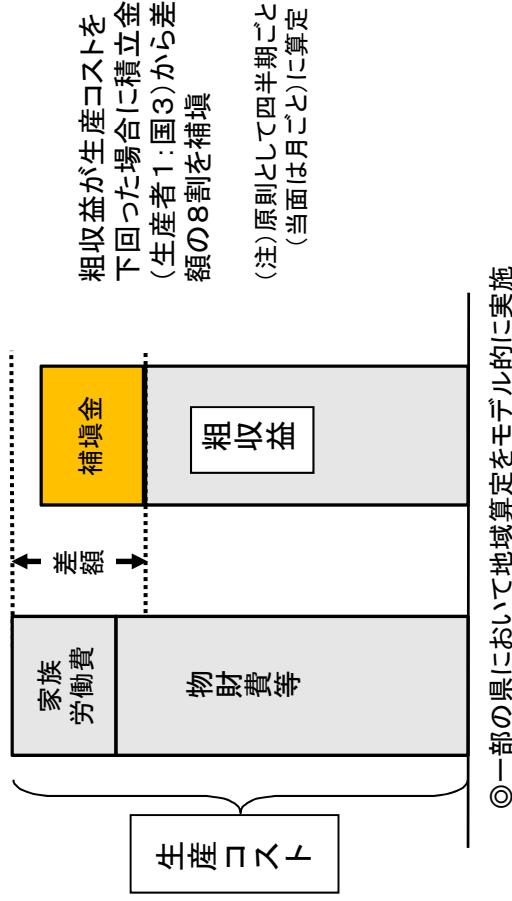 生産コスト
家族
労働費
物
財
費
等
差
額
補填金
粗
収
益
粗収益が生産コストを
下回った場合に積立金
(生産者1:国3)から差
額の8割を補填
(注)原則として四半期ごと
(当面は月ごと)に算定
◎一部の県において地域算定をモデル的に実施